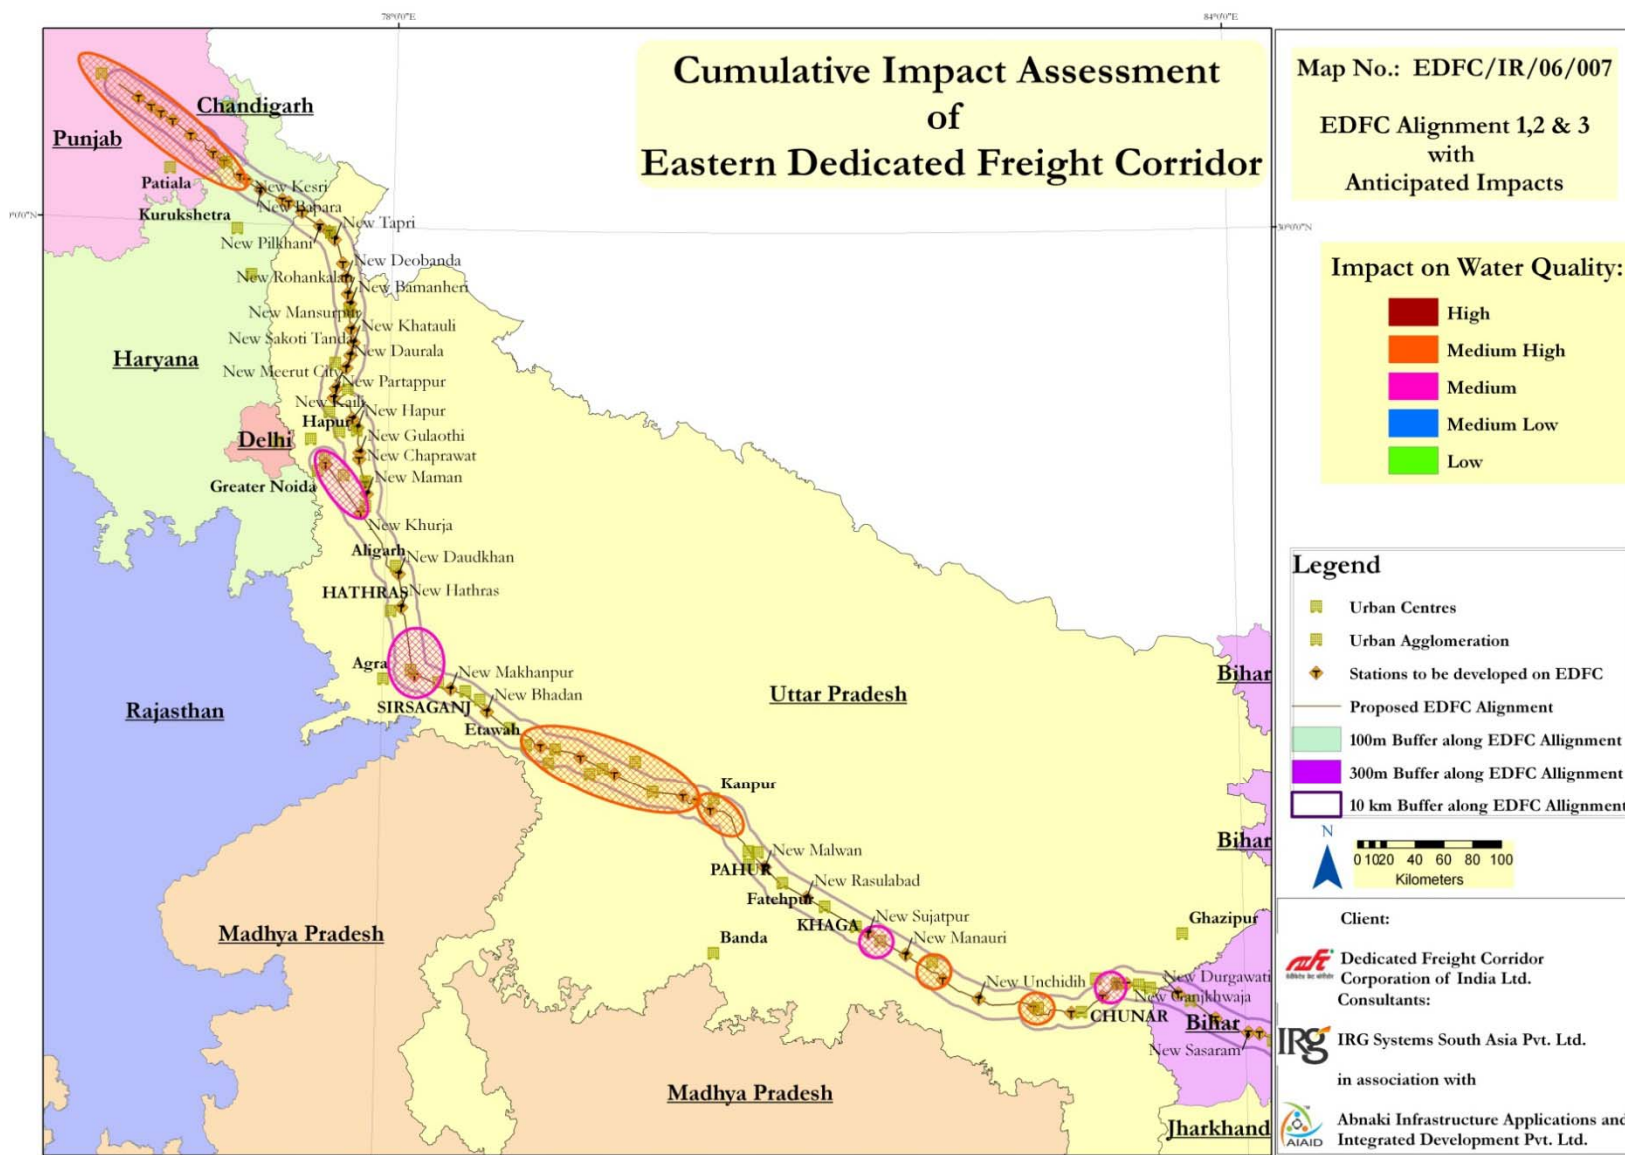 78°0'0"E
84°0'0"E
Cumulative Impact Assessment
of
Eastern Dedicated Freight Corridor
Map No.: EDFC/IR/06/007
EDFC Alignment 1,2 & 3
with
Anticipated Impacts
Chandigarh
Punjab
Patiala
New Kesri
Kurukshetra
New Bapara
0°0'0"N
30°0'0"N
New Tapri
New Pilkhani
New Deobanda
New Rohankalan
New Bamanheri
New Mansurpur
New Khatauli
New Sakoti Tanda
New Daurala
Haryana
New Meerut City
New Partappur
New Kaili
New Hapur
Hapur
New Gulaothi
Delhi
New Chaprawat
New Maman
Greater Noida
New Khurja
Aligarh
New Daudkhan
HATHRAS
New Hathras
Agra
New Makhanpur
SIRSAGANJ
New Bhadan
Etawah
Uttar Pradesh
Rajasthan
Bihar
Kanpur
Bihar
New Malwan
PAHUR
New Rasulabad
Fatehpur
KHAGA
New Sujatpur
New Manauri
Ghazipur
Banda
Madhya Pradesh
New Unchidih
New Durgawati
New Ganjkhwaja
CHUNAR
Bihar
New Sasaram
Madhya Pradesh
Jharkhand
Impact on Water Quality:
High
Medium High
Medium
Medium Low
Low
Legend
Urban Centres
Urban Agglomeration
Stations to be developed on EDFC
Proposed EDFC Alignment
100m Buffer along EDFC Allignment
300m Buffer along EDFC Allignment
10 km Buffer along EDFC Allignment
N
0 10 20 40 60 80 100
Kilometers
Client:
Dedicated Freight Corridor
Corporation of India Ltd.
Consultants:
IRG
IRG Systems South Asia Pvt. Ltd.
in association with
AIAID
Abnaki Infrastructure Applications and
Integrated Development Pvt. Ltd.